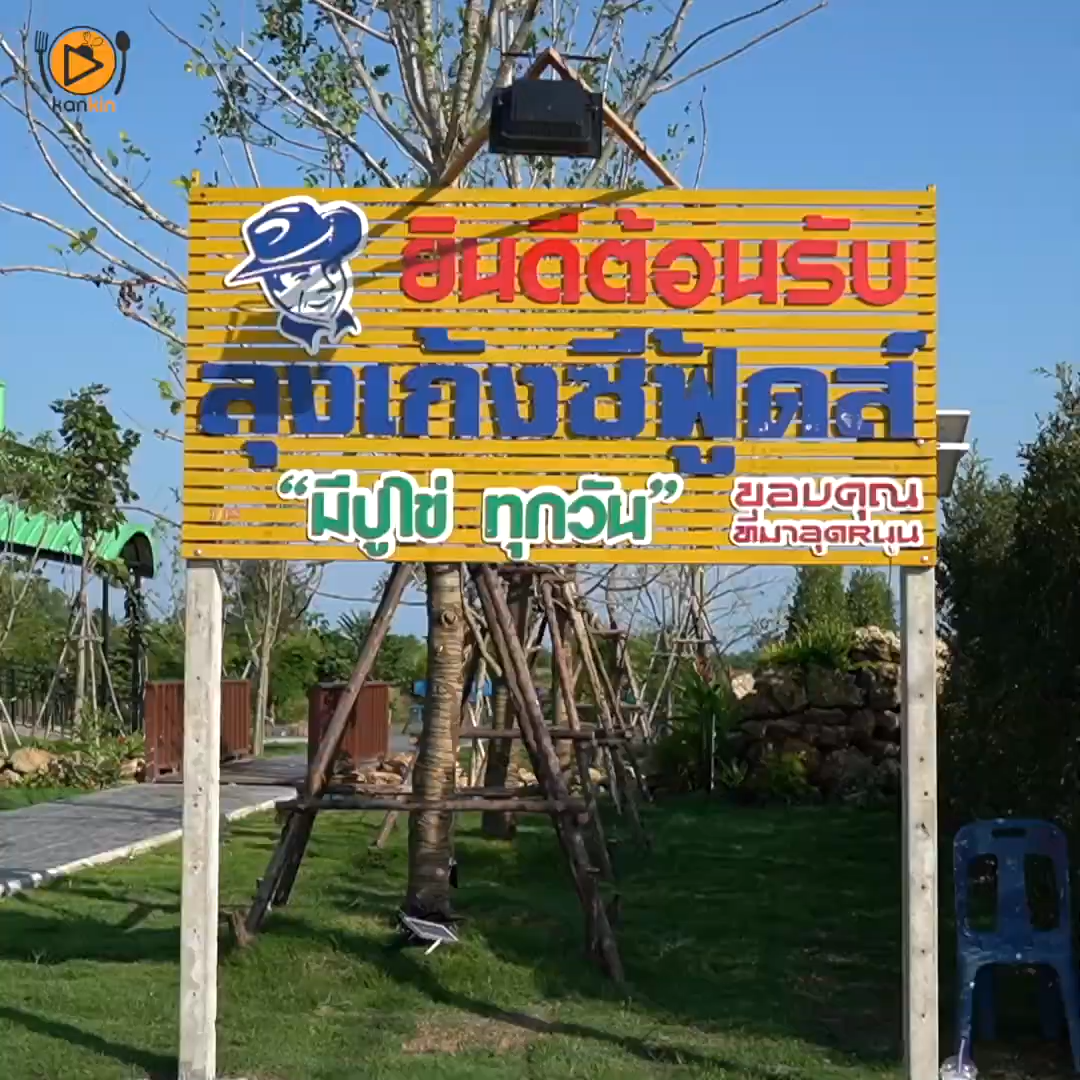 kankin
ยินดีต้อนรับ
ลุงเก้งซีฟู้ดส์
“มีปูไข่ ทุกวัน”
ขอบคุณ
ที่มาอุดหนุน